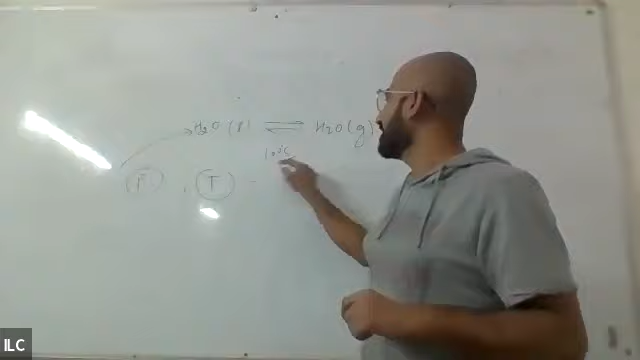 H₂O (l) ⇌ H₂O (g)
P , T
ILC